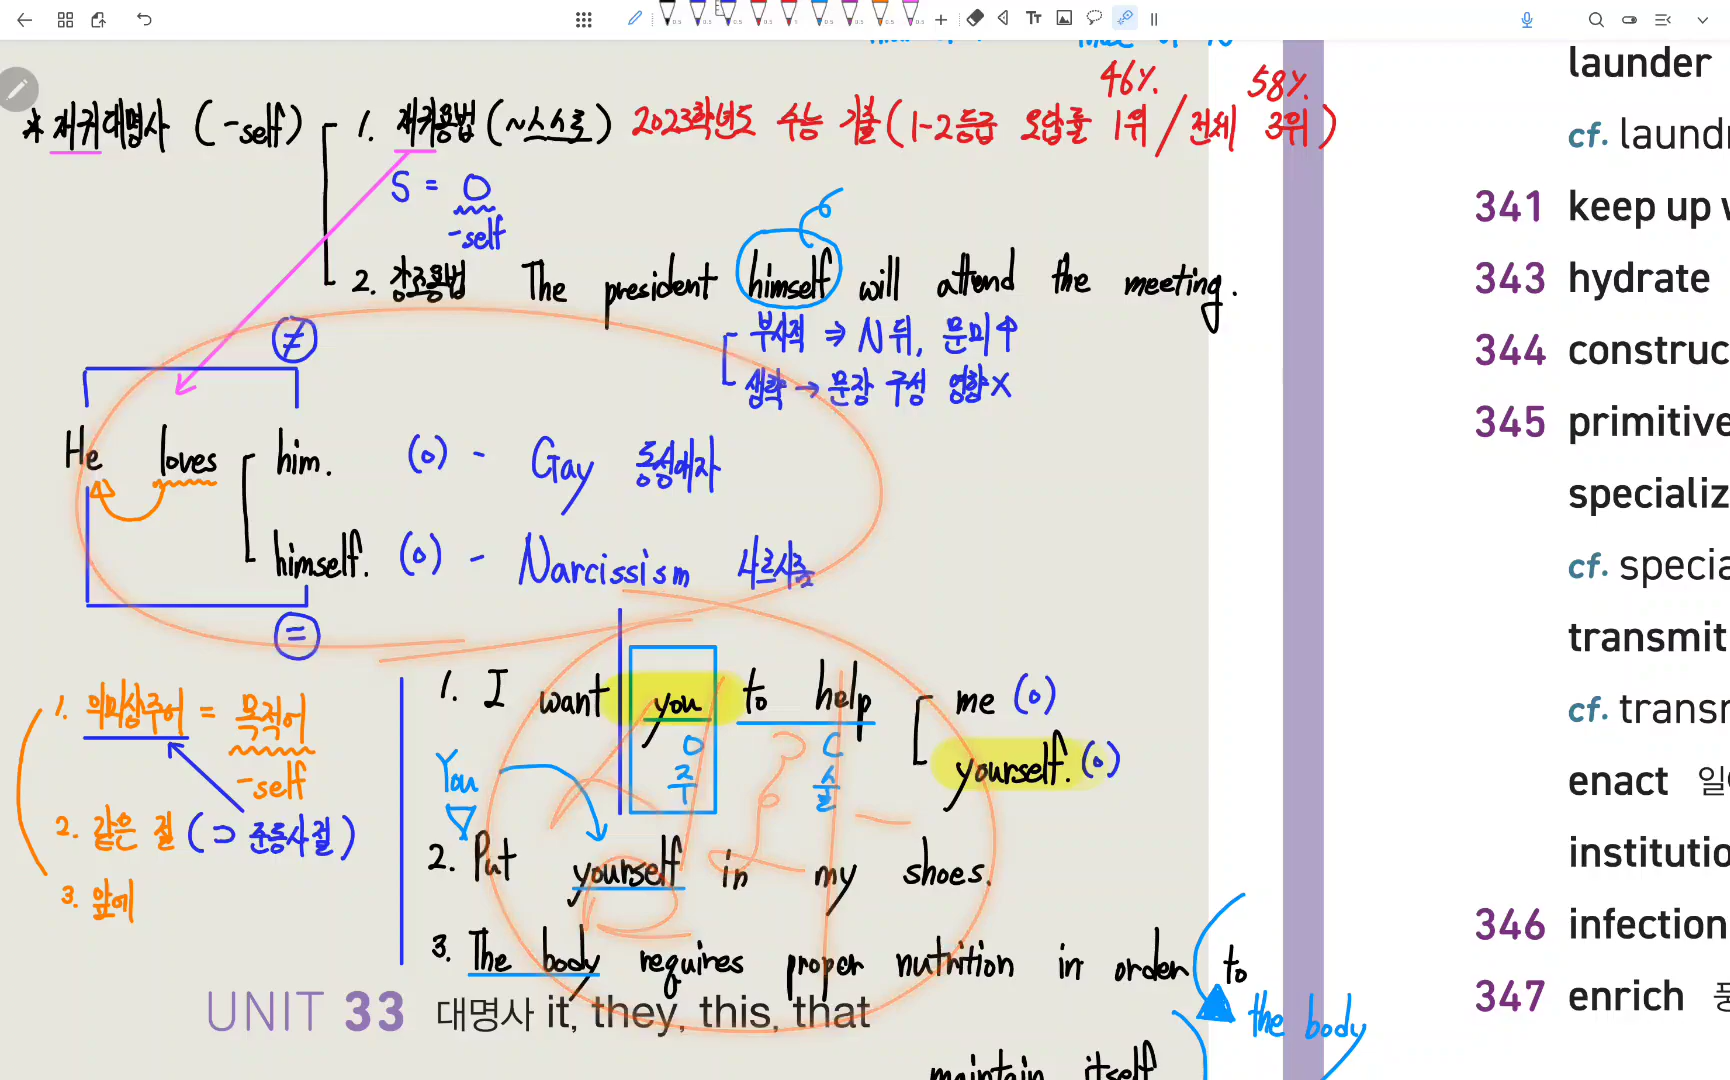 46%. 58%.
* 재귀대명사 (-self) 1. 재귀용법 (~스스로) 2023학년도 수능 기출 (1-2등급 오답률 1위 / 전체 3위)
S = O
-self
2. 강조용법 The president himself will attend the meeting.
부사적 ⇒ N뒤, 문미↑
생략 → 문장 구성 영향X
≠
He loves him. (o) - Gay 동성애자
himself. (o) - Narcissism 나르시즘
=
1. 의미상주어 = 목적어
-self
2. 같은 절 (⊃ 준동사절)
3. 앞에
1. I want you to help me (o)
yourself. (o)
O C
주 술
You
2. Put yourself in my shoes.
3. The body requires proper nutrition in order to
the body
maintain itself
UNIT 33 대명사 it, they, this, that
launder
cf. laund
341 keep up
343 hydrate
344 construc
345 primitive
specializ
cf. specia
transmit
cf. transm
enact 일
institutio
346 infection
347 enrich 풍